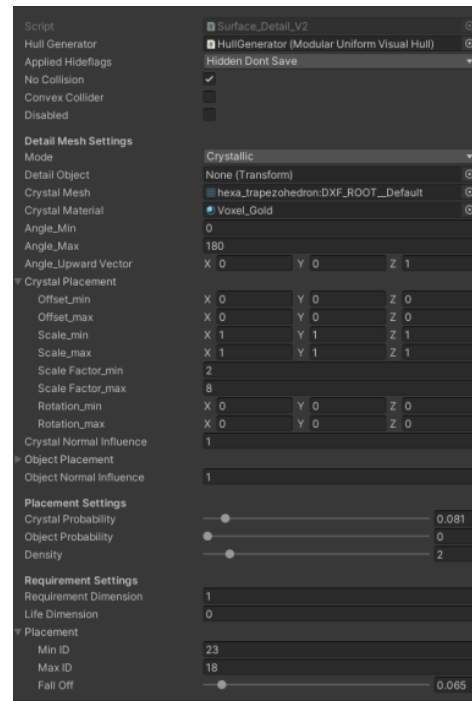 Script Surface_Detail_V2
Hull Generator HullGenerator (Modular Uniform Visual Hull)
Applied Hideflags Hidden Dont Save
No Collision
Convex Collider
Disabled
Detail Mesh Settings
Mode Crystallic
Detail Object None (Transform)
Crystal Mesh hexa_trapezohedron:DXF_ROOT__Default
Crystal Material Voxel_Gold
Angle_Min 0
Angle_Max 180
Angle_Upward Vector X 0 Y 0 Z 1
Crystal Placement
Offset_min X 0 Y 0 Z 0
Offset_max X 0 Y 0 Z 0
Scale_min X 1 Y 1 Z 1
Scale_max X 1 Y 1 Z 1
Scale Factor_min 2
Scale Factor_max 8
Rotation_min X 0 Y 0 Z 0
Rotation_max X 0 Y 0 Z 0
Crystal Normal Influence 1
Object Placement
Object Normal Influence 1
Placement Settings
Crystal Probability 0.081
Object Probability 0
Density 2
Requirement Settings
Requirement Dimension 1
Life Dimension 0
Placement
Min ID 23
Max ID 18
Fall Off 0.065